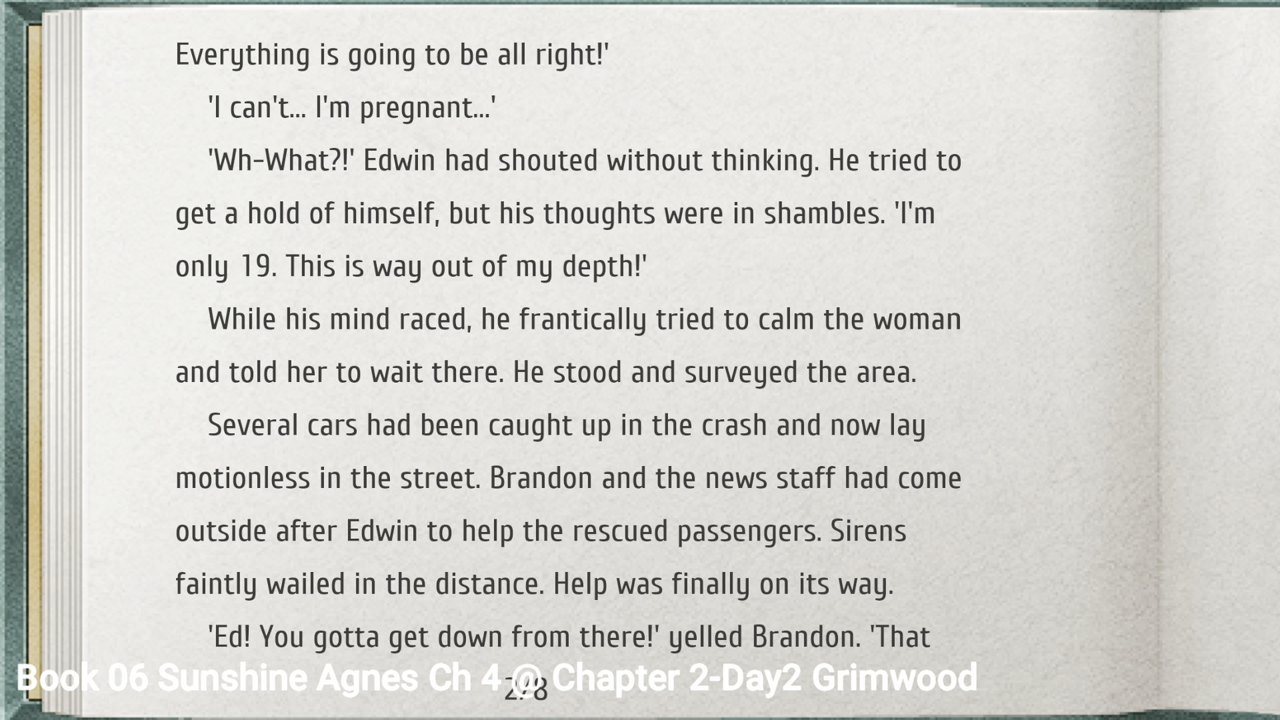 Everything is going to be all right!'
'I can't... I'm pregnant...'
'Wh-What?!' Edwin had shouted without thinking. He tried to
get a hold of himself, but his thoughts were in shambles. 'I'm
only 19. This is way out of my depth!'
While his mind raced, he frantically tried to calm the woman
and told her to wait there. He stood and surveyed the area.
Several cars had been caught up in the crash and now lay
motionless in the street. Brandon and the news staff had come
outside after Edwin to help the rescued passengers. Sirens
faintly wailed in the distance. Help was finally on its way.
'Ed! You gotta get down from there!' yelled Brandon. 'That
Book 06 Sunshine Agnes Ch 4 @ Chapter 2-Day2 Grimwood
2/8